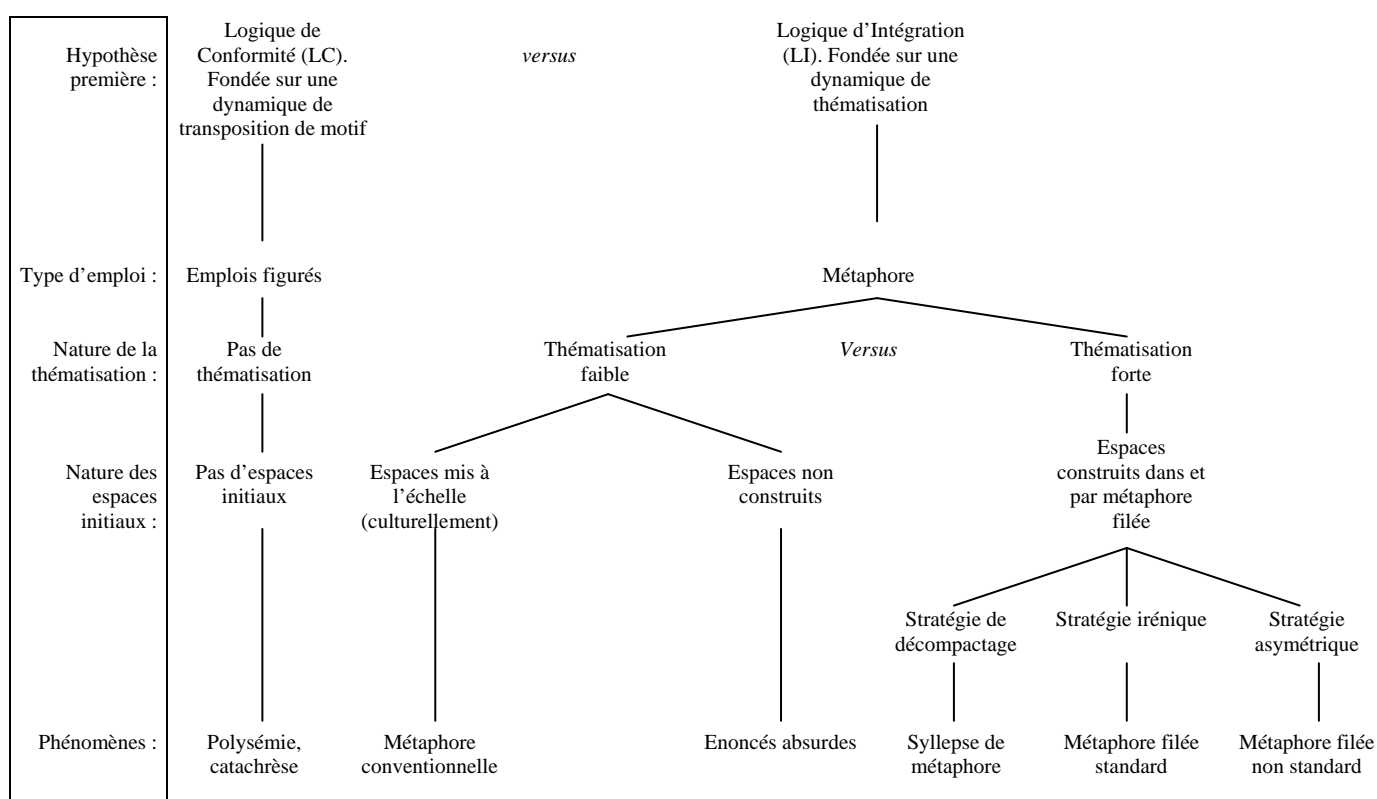 Hypothèse
première :
Logique de
Conformité (LC).
Fondée sur une
dynamique de
transposition de motif
versus
Logique d’Intégration
(LI). Fondée sur une
dynamique de
thématisation
Type d’emploi :
Emplois figurés
Métaphore
Nature de la
thématisation :
Pas de
thématisation
Thématisation
faible
Versus
Thématisation
forte
Nature des
espaces
initiaux :
Pas d’espaces
initiaux
Espaces mis à
l’échelle
(culturellement)
Espaces non
construits
Espaces
construits dans et
par métaphore
filée
Stratégie de
décompactage
Stratégie irénique
Stratégie
asymétrique
Phénomènes :
Polysémie,
catachrèse
Métaphore
conventionnelle
Enoncés absurdes
Syllepse de
métaphore
Métaphore filée
standard
Métaphore filée
non standard